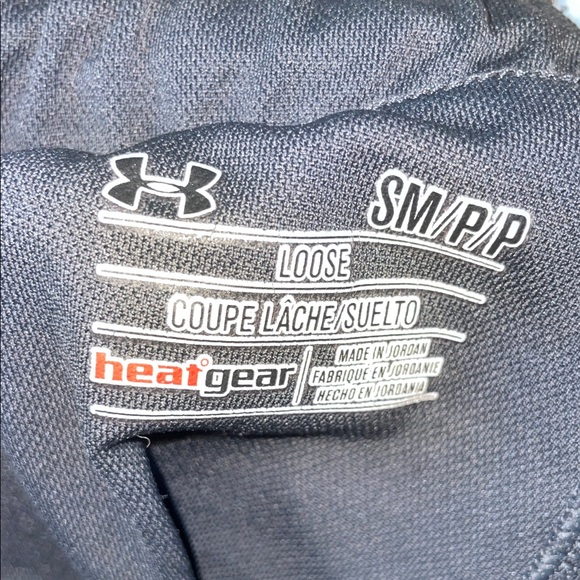 SM/P/P
LOOSE
COUPE LÂCHE/SUELTO
heatgear
MADE IN JORDAN
FABRIQUÉ EN JORDANIE
HECHO EN JORDANIA